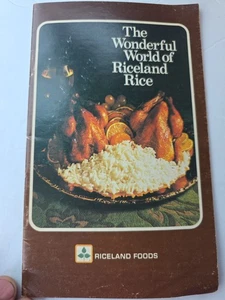 The
Wonderful
World of
Riceland
Rice
RICELAND FOODS